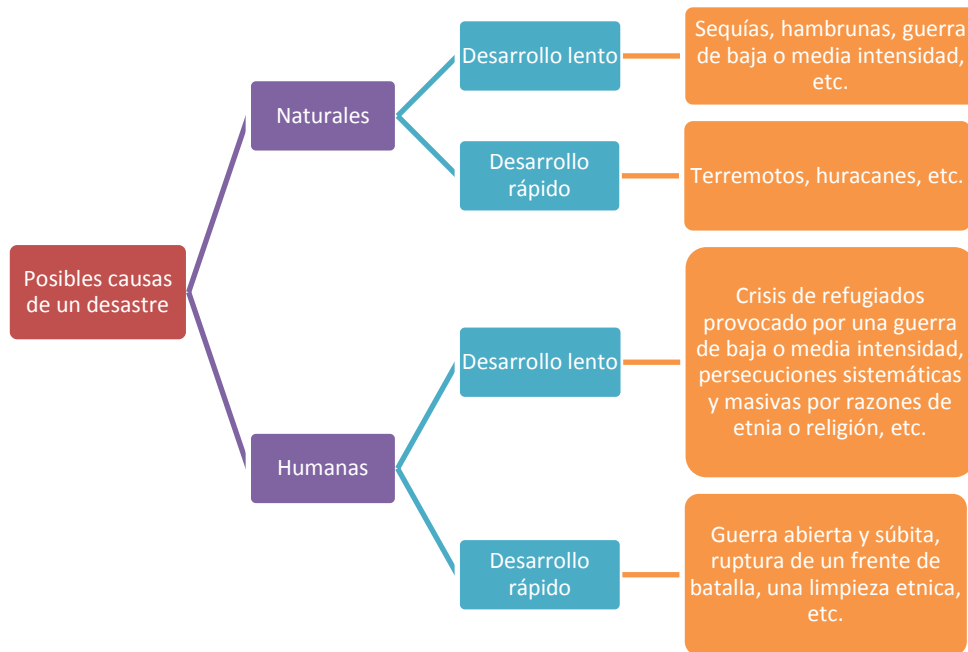 Posibles causas
de un desastre
Naturales
Desarrollo lento
Sequías, hambrunas, guerra
de baja o media intensidad,
etc.
Desarrollo
rápido
Terremotos, huracanes, etc.
Humanas
Desarrollo lento
Crisis de refugiados
provocado por una guerra
de baja o media intensidad,
persecuciones sistemáticas
y masivas por razones de
etnia o religión, etc.
Desarrollo
rápido
Guerra abierta y súbita,
ruptura de un frente de
batalla, una limpieza etnica,
etc.